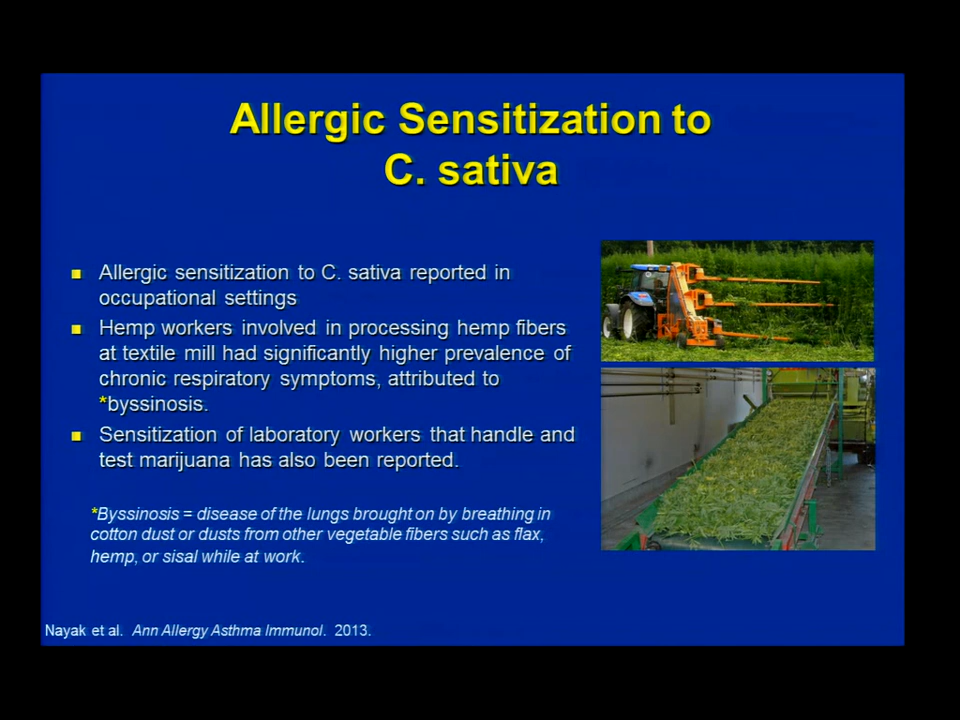 Allergic Sensitization to
C. sativa
Allergic sensitization to C. sativa reported in
occupational settings
Hemp workers involved in processing hemp fibers
at textile mill had significantly higher prevalence of
chronic respiratory symptoms, attributed to
*byssinosis.
Sensitization of laboratory workers that handle and
test marijuana has also been reported.
*Byssinosis = disease of the lungs brought on by breathing in
cotton dust or dusts from other vegetable fibers such as flax,
hemp, or sisal while at work.
Nayak et al. Ann Allergy Asthma Immunol. 2013.